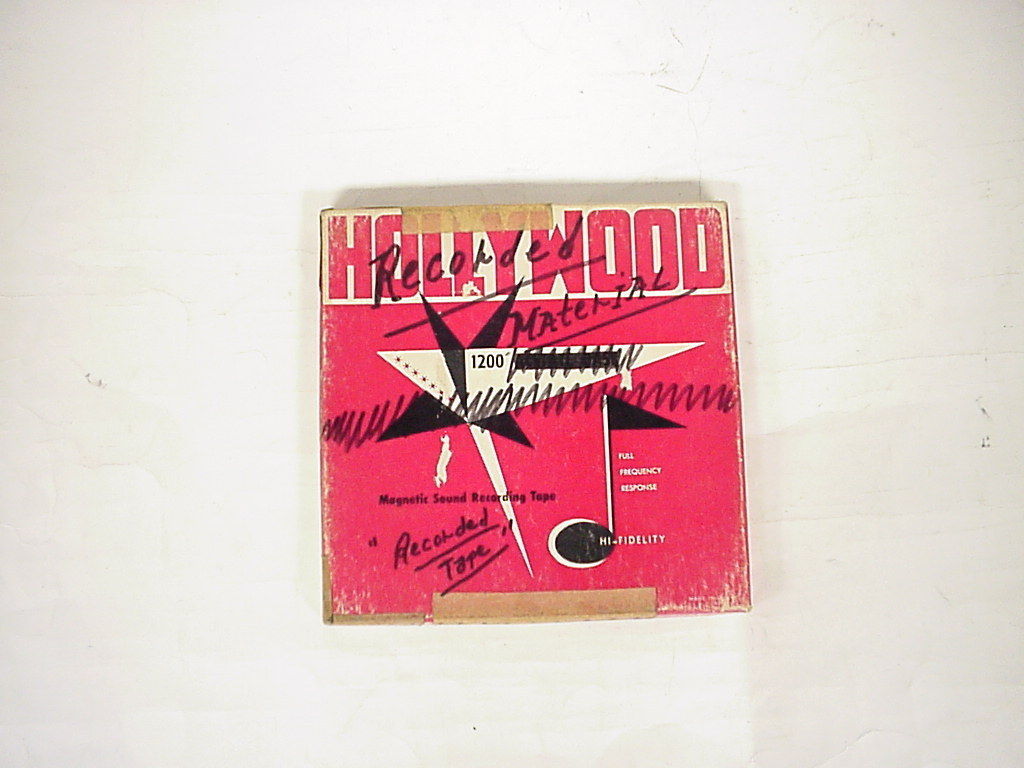 HOLLYWOOD
Recorded
Material
1200'
FULL
FREQUENCY
RESPONSE
Magnetic Sound Recording Tape
HI-FIDELITY
"Recorded
Tape"